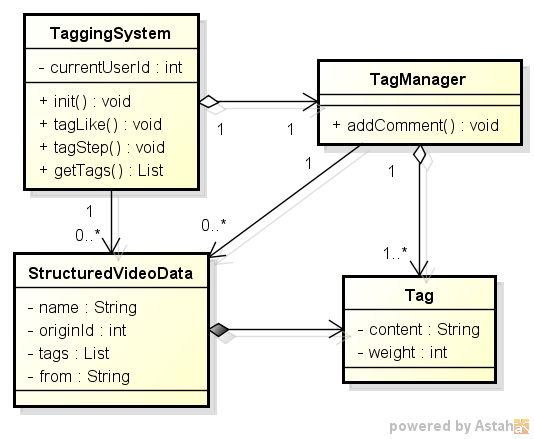 TaggingSystem
- currentUserId : int
+ init() : void
+ tagLike() : void
+ tagStep() : void
+ getTags() : List
TagManager
+ addComment() : void
1
1
1
1
1
0..*
0..*
1..*
StructuredVideoData
- name : String
- originId : int
- tags : List
- from : String
Tag
- content : String
- weight : int
powered by Astah